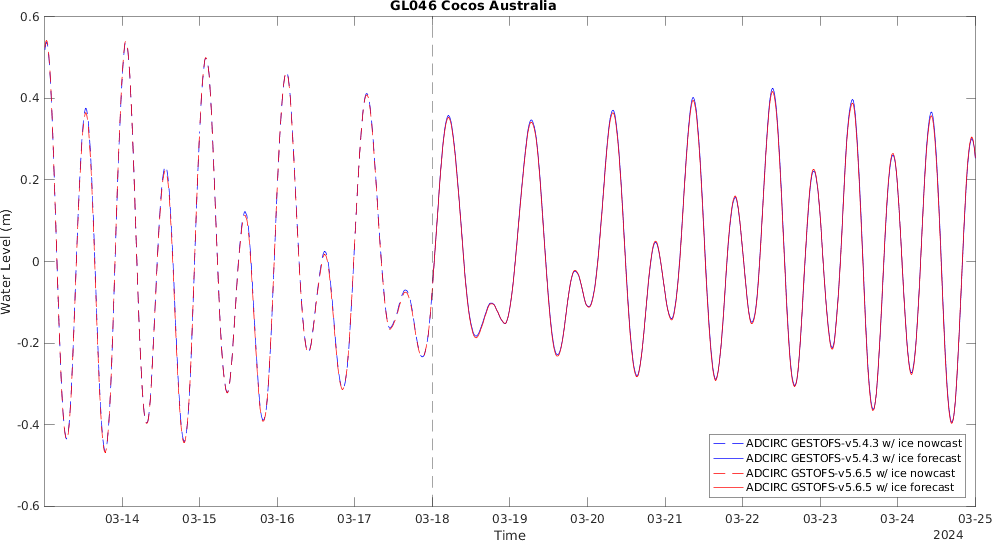 GL046 Cocos Australia
0.6
0.4
0.2
0
-0.2
-0.4
-0.6
Water Level (m)
03-14 03-15 03-16 03-17 03-18 03-19 03-20 03-21 03-22 03-23 03-24 03-25
Time
2024
ADCIRC GESTOFS-v5.4.3 w/ ice nowcast
ADCIRC GESTOFS-v5.4.3 w/ ice forecast
ADCIRC GSTOFS-v5.6.5 w/ ice nowcast
ADCIRC GSTOFS-v5.6.5 w/ ice forecast